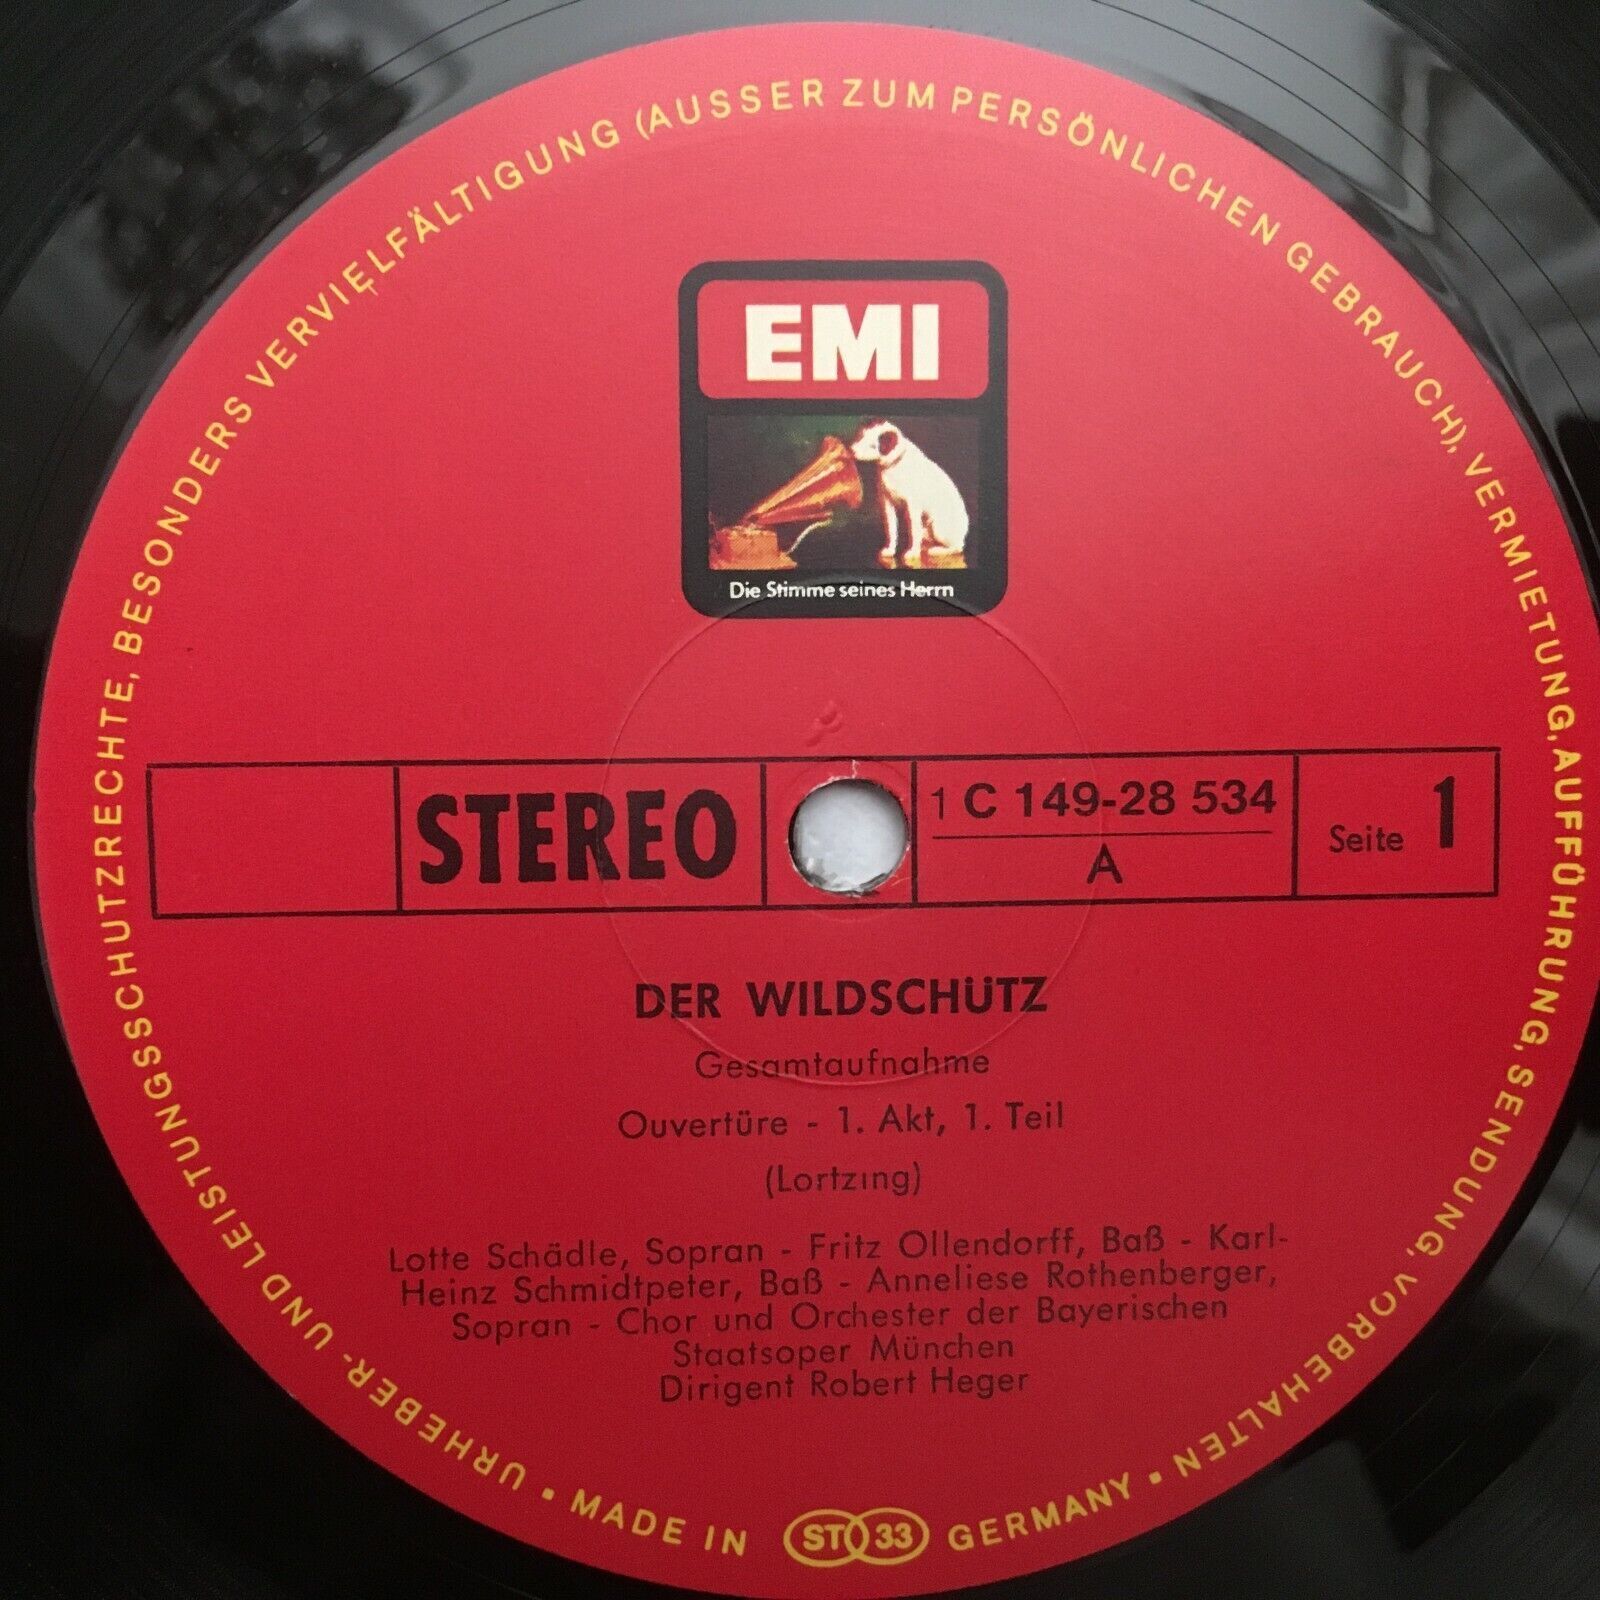 URHEBER- UND LEISTUNGSSCHUTZRECHTE, BESONDERS VERVIELFÄLTIGUNG (AUSSER ZUM PERSÖNLICHEN GEBRAUCH), VERMIETUNG, AUFFÜHRUNG, SENDUNG, VORBEHALTEN •
EMI
Die Stimme seines Herrn
STEREO
1 C 149-28 534
A
Seite 1
DER WILDSCHÜTZ
Gesamtaufnahme
Ouvertüre - 1. Akt, 1. Teil
(Lortzing)
Lotte Schädle, Sopran - Fritz Ollendorff, Baß - Karl-
Heinz Schmidtpeter, Baß - Anneliese Rothenberger,
Sopran - Chor und Orchester der Bayerischen
Staatsoper München
Dirigent Robert Heger
• MADE IN ST 33 GERMANY